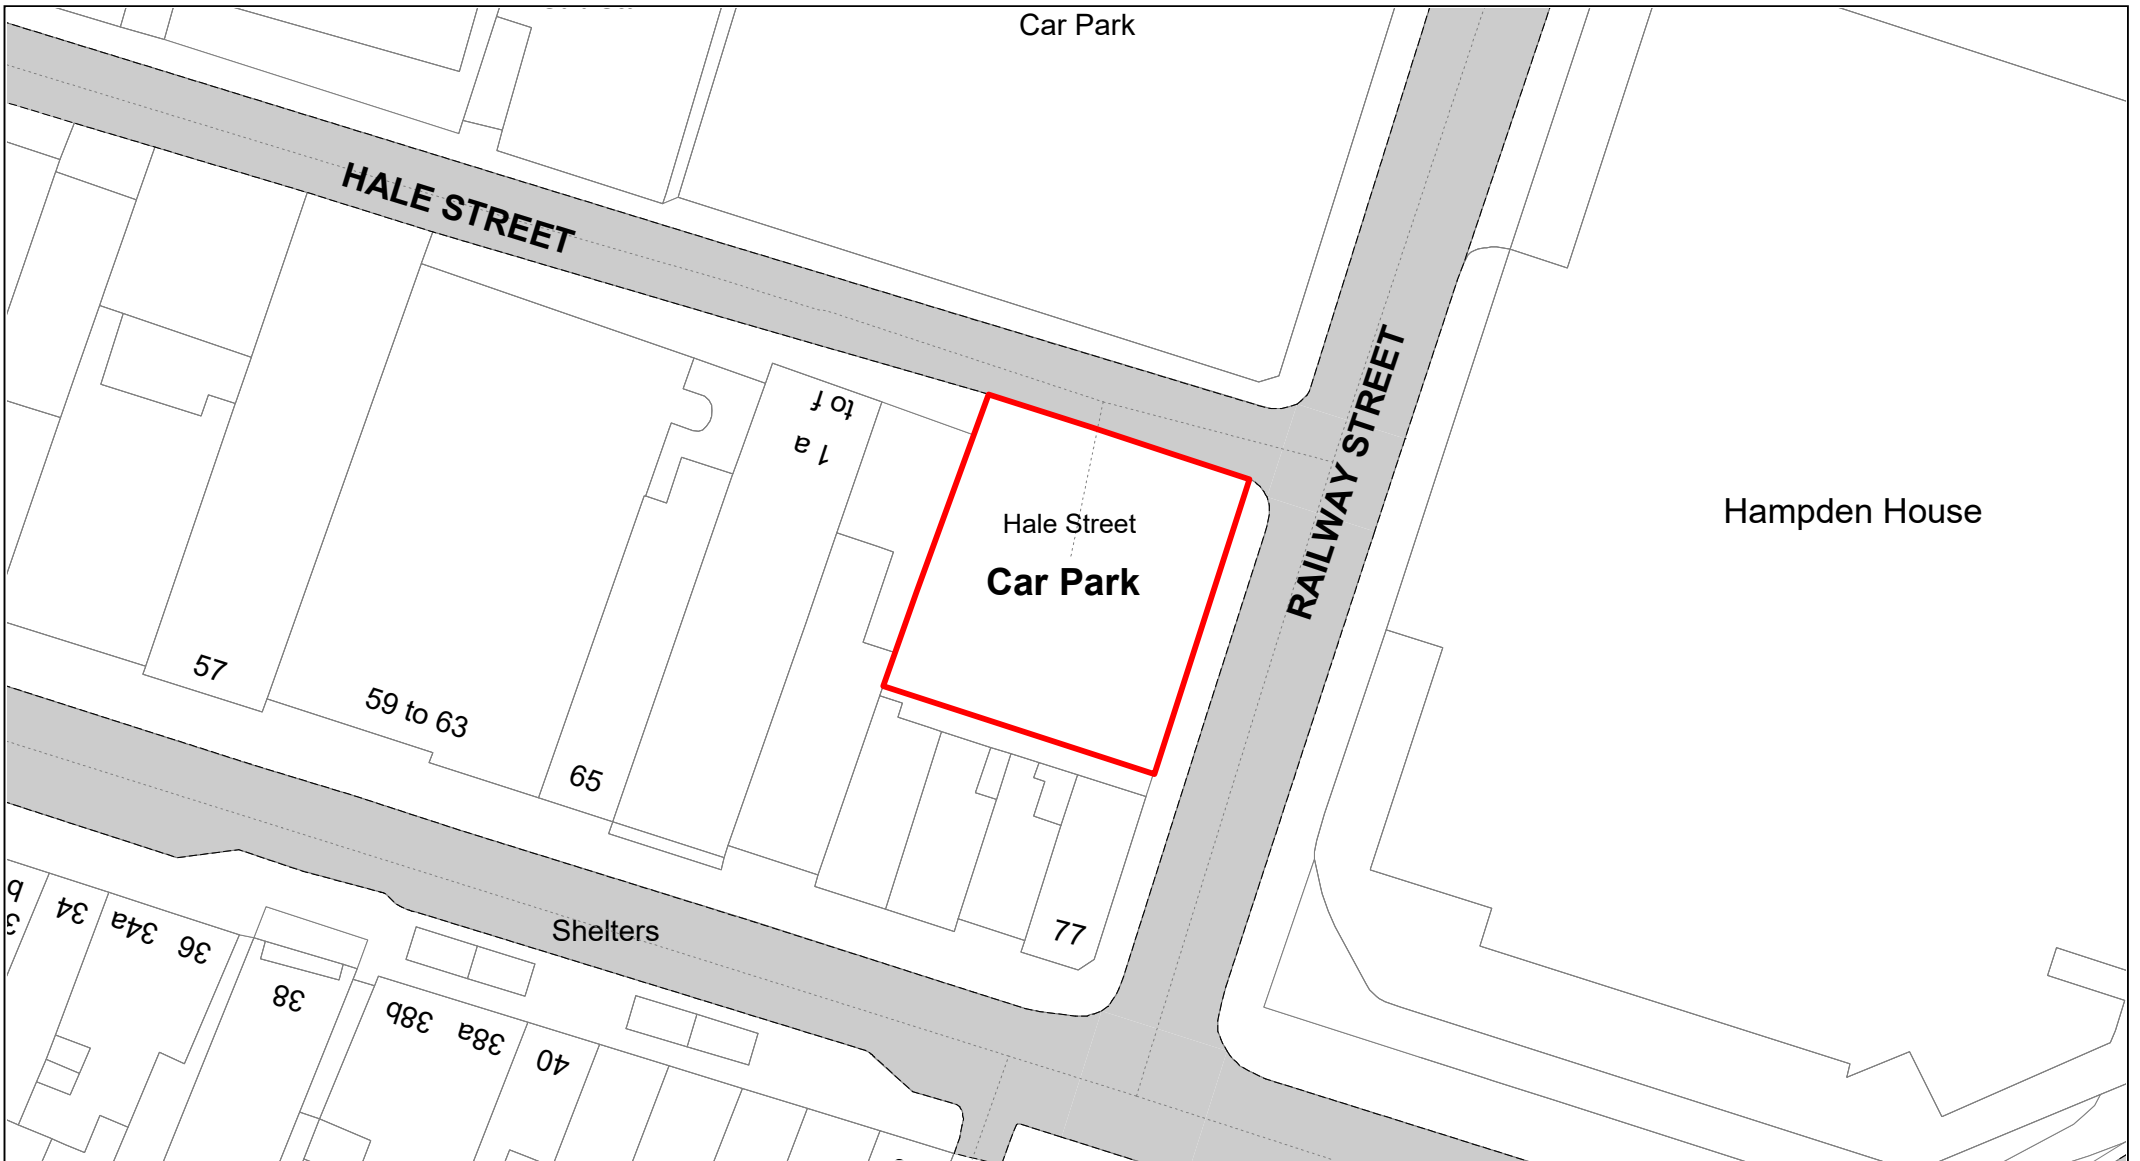 Car Park
HALE STREET
RAILWAY STREET
to f
1 a
Hale Street
Car Park
Hampden House
57
59 to 63
65
77
Shelters
34
34a
36
38
38b
38a
40